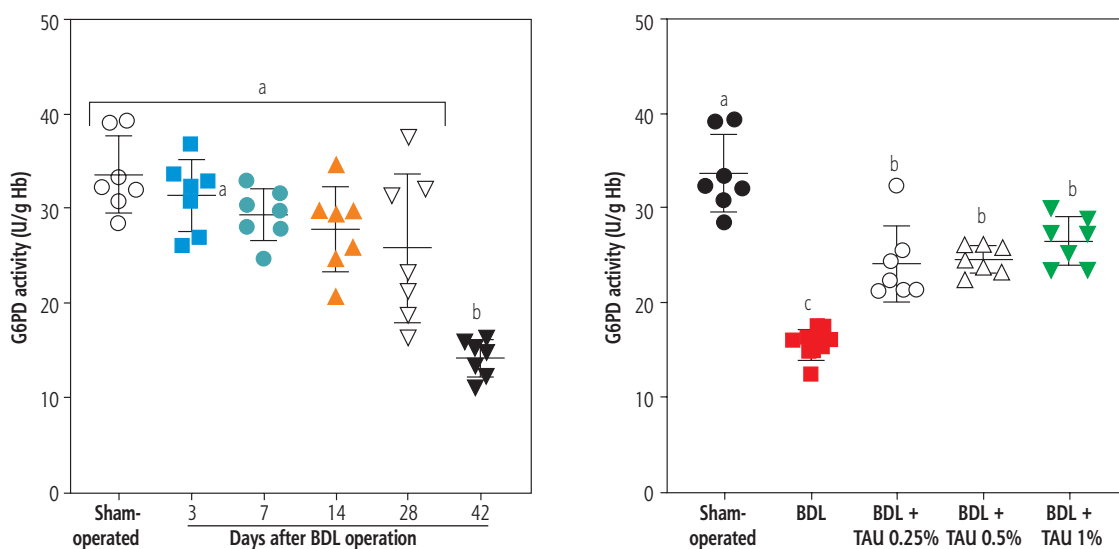 50
40
30
20
10
0
G6PD activity (U/g Hb)
a
a
b
Sham-
operated
3 7 14 28 42
Days after BDL operation
50
40
30
20
10
0
G6PD activity (U/g Hb)
a
c
b
b
b
Sham-
operated
BDL
BDL +
TAU 0.25%
BDL +
TAU 0.5%
BDL +
TAU 1%